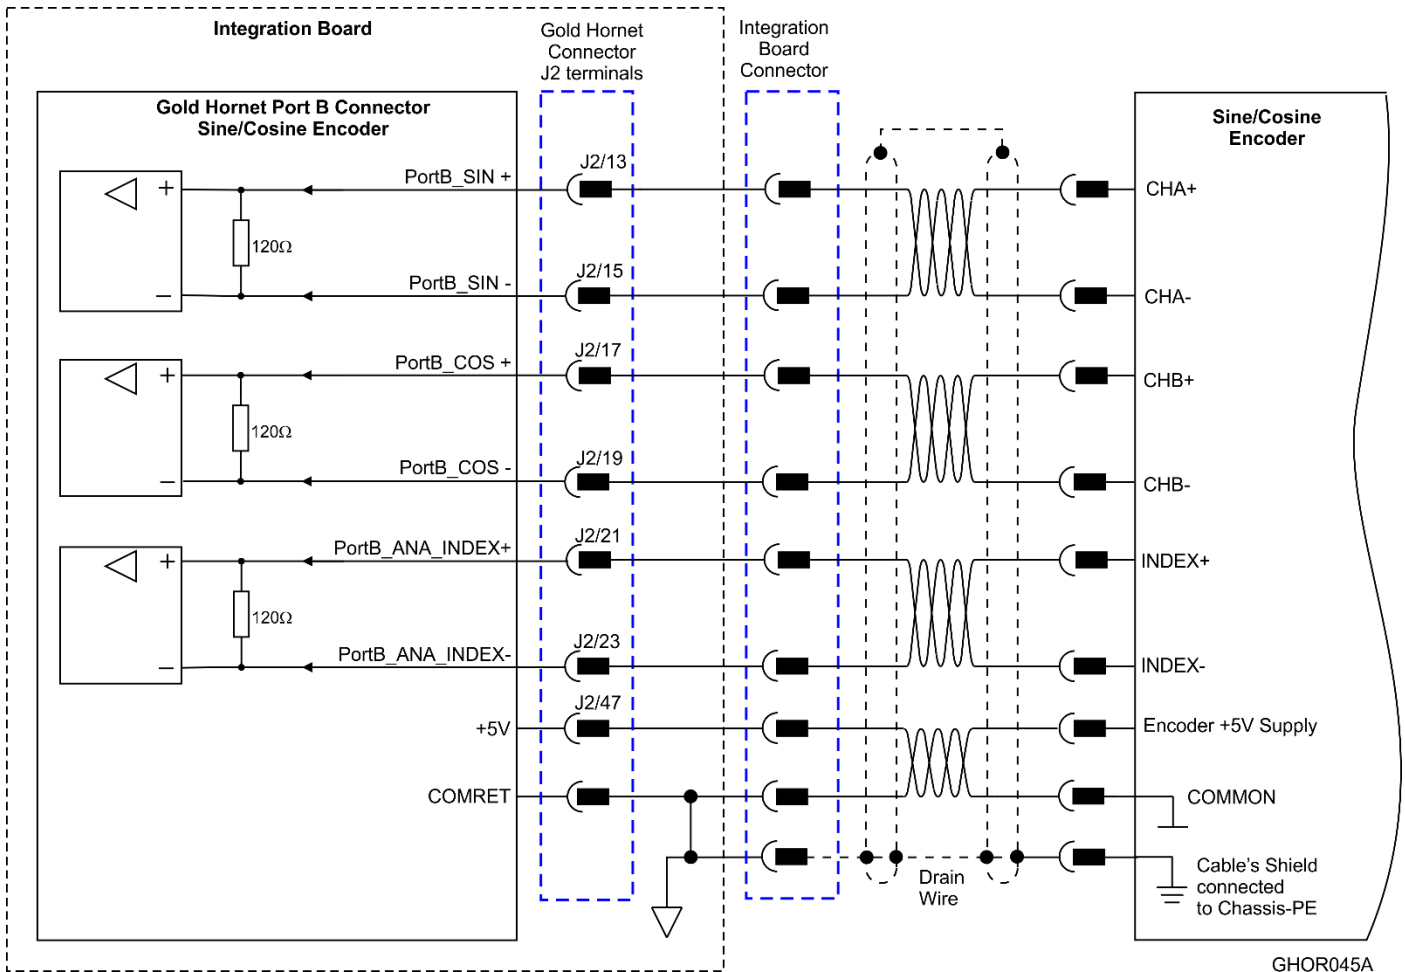 Integration Board
Gold Hornet
Connector
J2 terminals
Integration
Board
Connector
Gold Hornet Port B Connector
Sine/Cosine Encoder
Sine/Cosine
Encoder
+
PortB_SIN +
J2/13
CHA+
120Ω
−
PortB_SIN -
J2/15
CHA-
+
PortB_COS +
J2/17
CHB+
120Ω
−
PortB_COS -
J2/19
CHB-
+
PortB_ANA_INDEX+
J2/21
INDEX+
120Ω
−
PortB_ANA_INDEX-
J2/23
INDEX-
+5V
J2/47
Encoder +5V Supply
COMRET
COMMON
Drain
Wire
Cable's Shield
connected
to Chassis-PE
GHOR045A